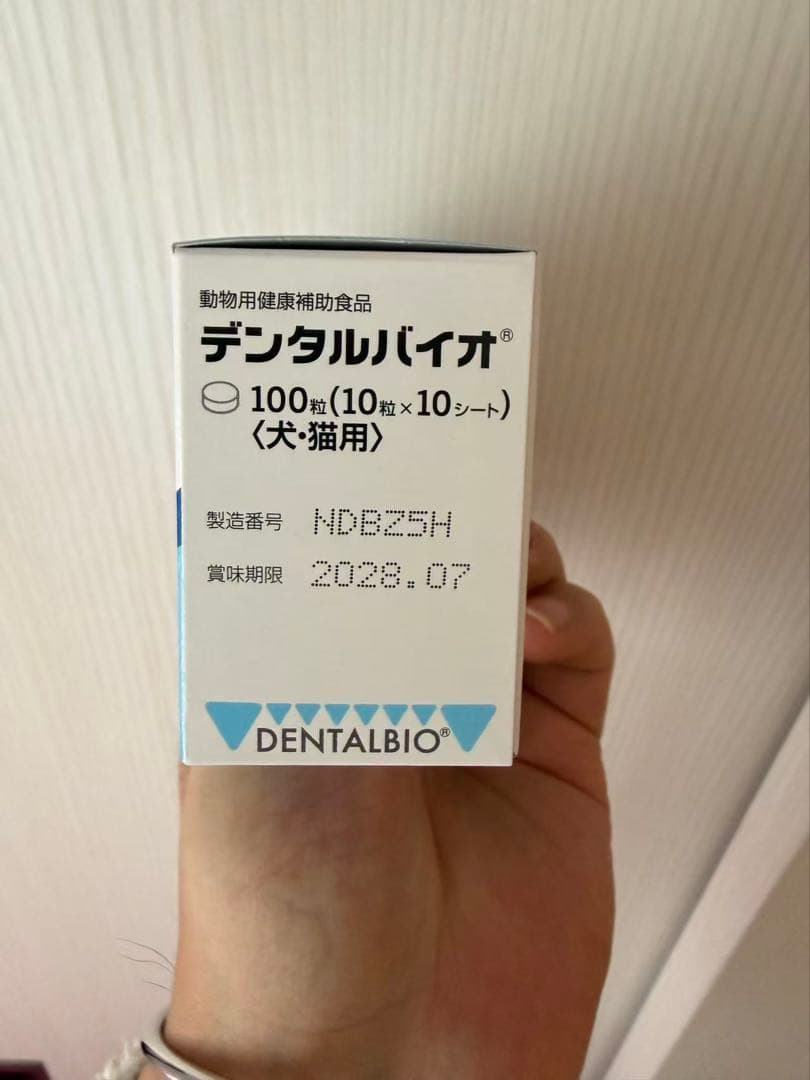 動物用健康補助食品
デンタルバイオ®
100粒(10粒×10シート)
〈犬・猫用〉
製造番号 NDBZ5H
賞味期限 2028.07
DENTALBIO®